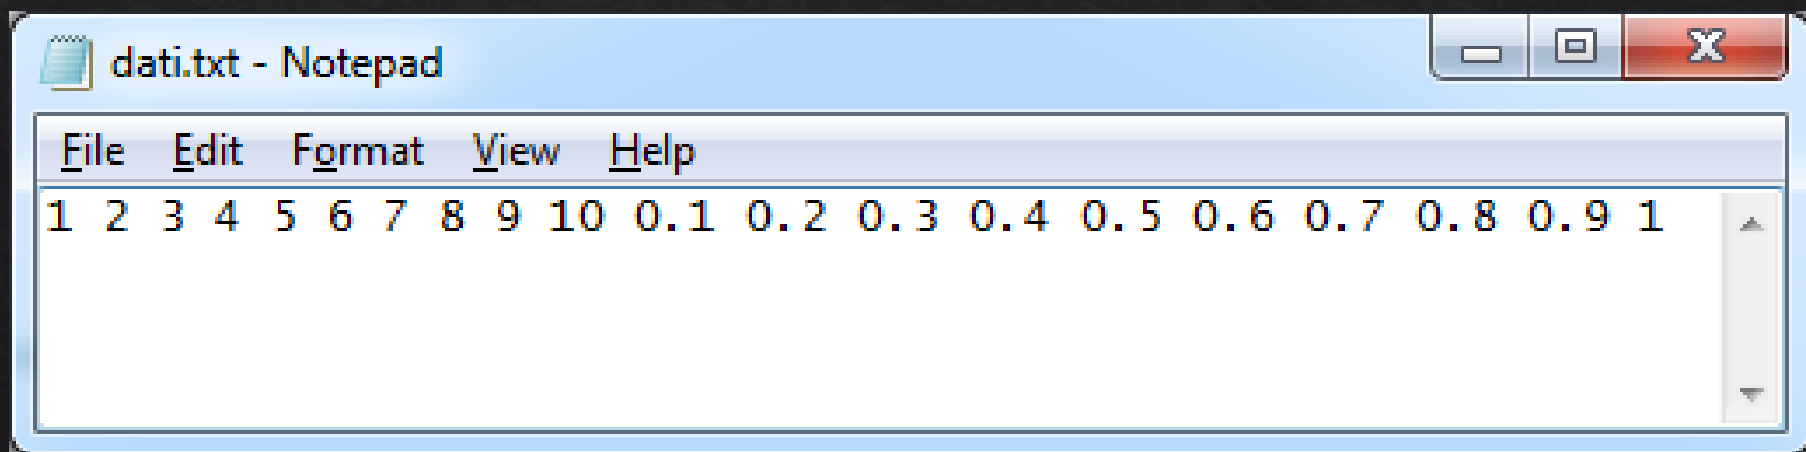 dati.txt - Notepad
File Edit Format View Help
1 2 3 4 5 6 7 8 9 10 0.1 0.2 0.3 0.4 0.5 0.6 0.7 0.8 0.9 1